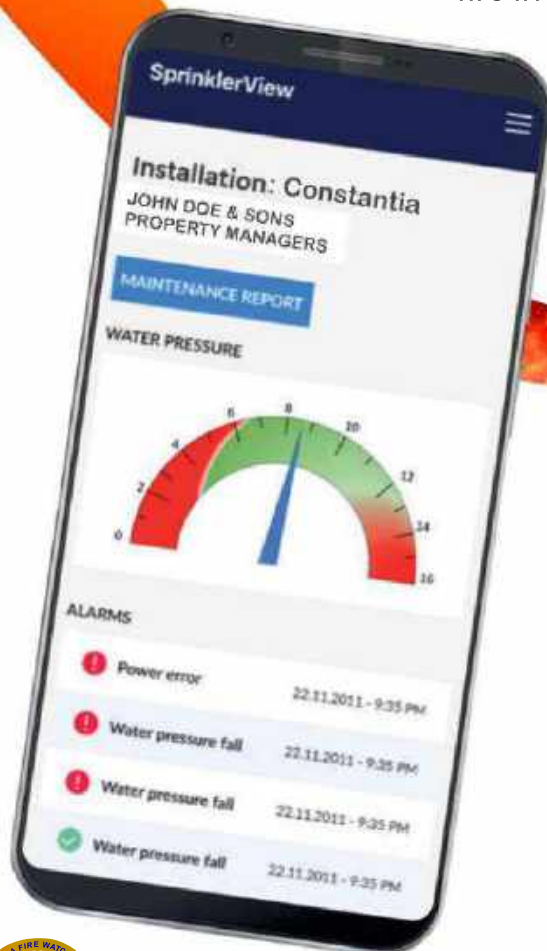 SprinklerView
Installation: Constantia
JOHN DOE & SONS
PROPERTY MANAGERS
MAINTENANCE REPORT
WATER PRESSURE
0
2
4
6
8
10
12
14
16
ALARMS
Power error 22.11.2011 - 9:35 PM
Water pressure fall 22.11.2011 - 9:35 PM
Water pressure fall 22.11.2011 - 9:35 PM
Water pressure fall 22.11.2011 - 9:35 PM
FIRE WATER